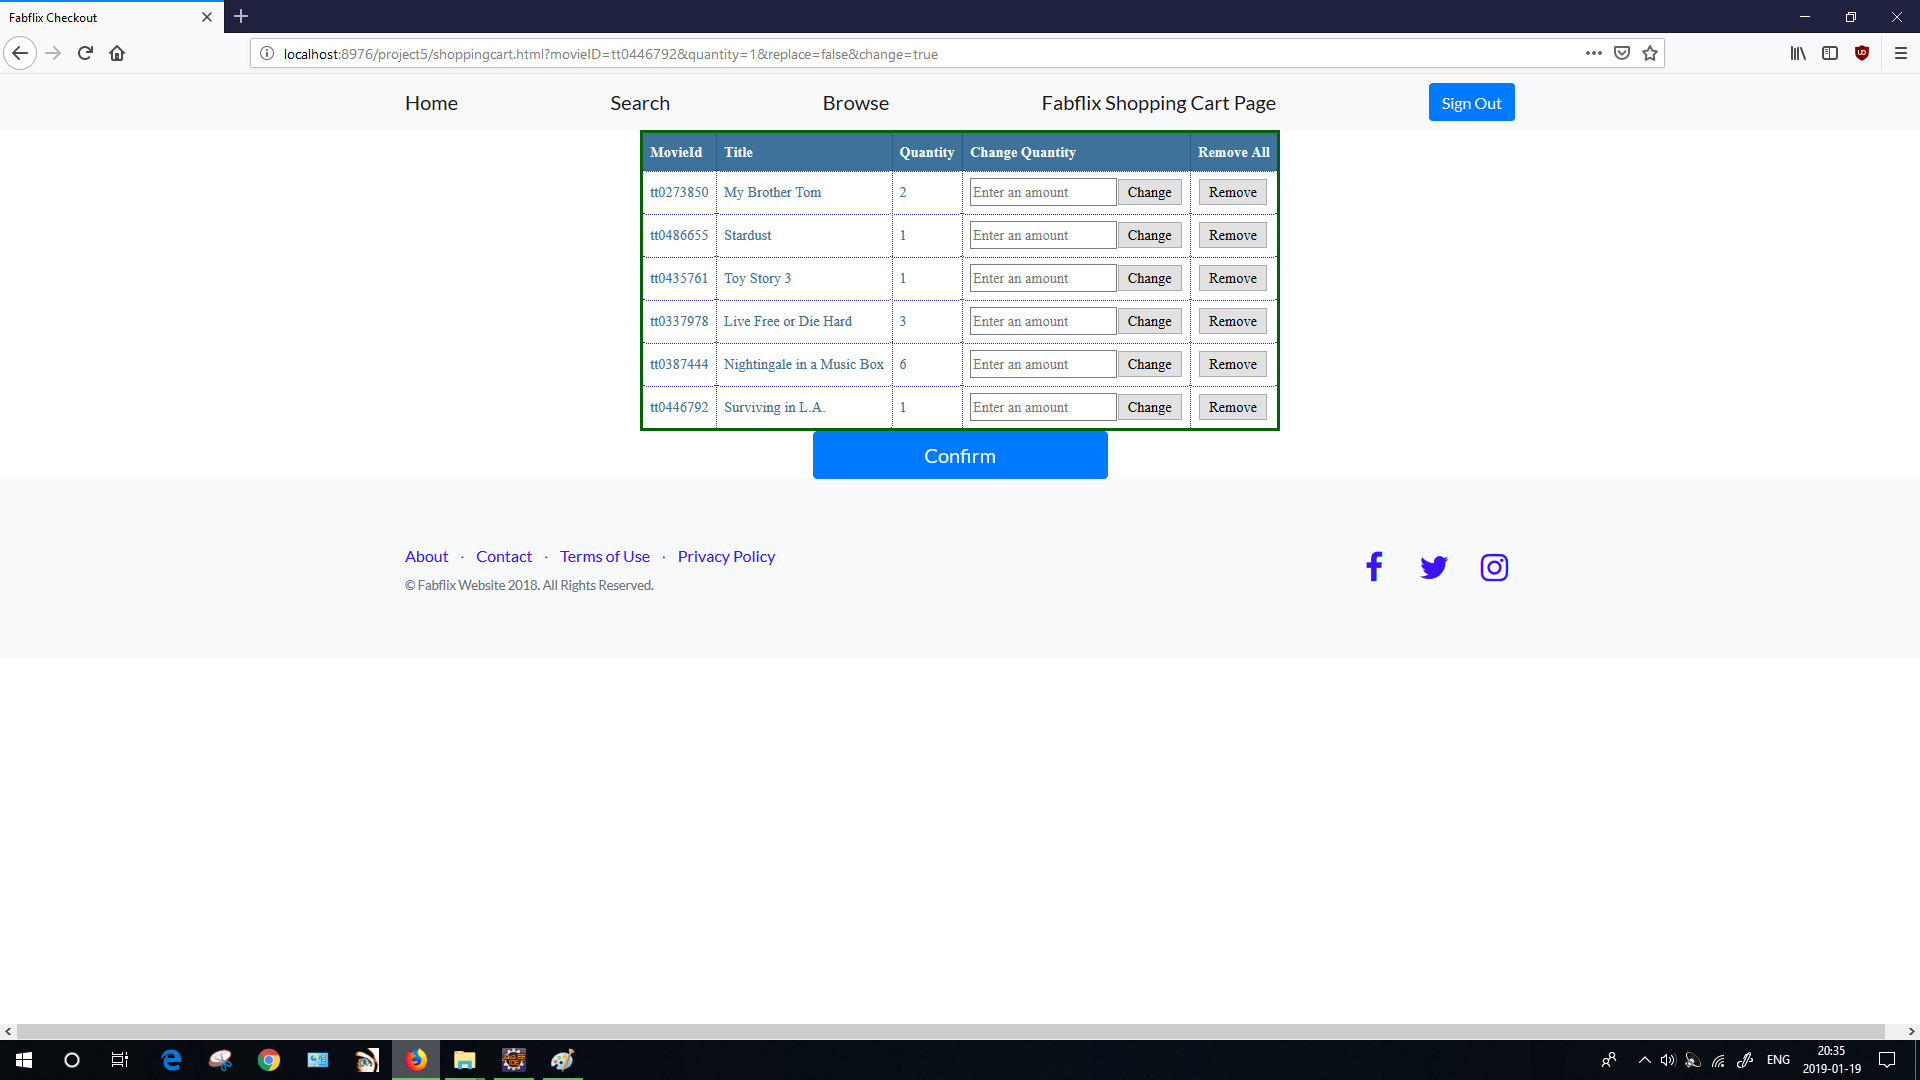 Fabflix Checkout
localhost:8976/project5/shoppingcart.html?movieID=tt0446792&quantity=1&replace=false&change=true
Home Search Browse Fabflix Shopping Cart Page Sign Out
MovieId Title Quantity Change Quantity Remove All
tt0273850 My Brother Tom 2 Enter an amount Change Remove
tt0486655 Stardust 1 Enter an amount Change Remove
tt0435761 Toy Story 3 1 Enter an amount Change Remove
tt0337978 Live Free or Die Hard 3 Enter an amount Change Remove
tt0387444 Nightingale in a Music Box 6 Enter an amount Change Remove
tt0446792 Surviving in L.A. 1 Enter an amount Change Remove
Confirm
About · Contact · Terms of Use · Privacy Policy
© Fabflix Website 2018. All Rights Reserved.
ENG
20:35
2019-01-19